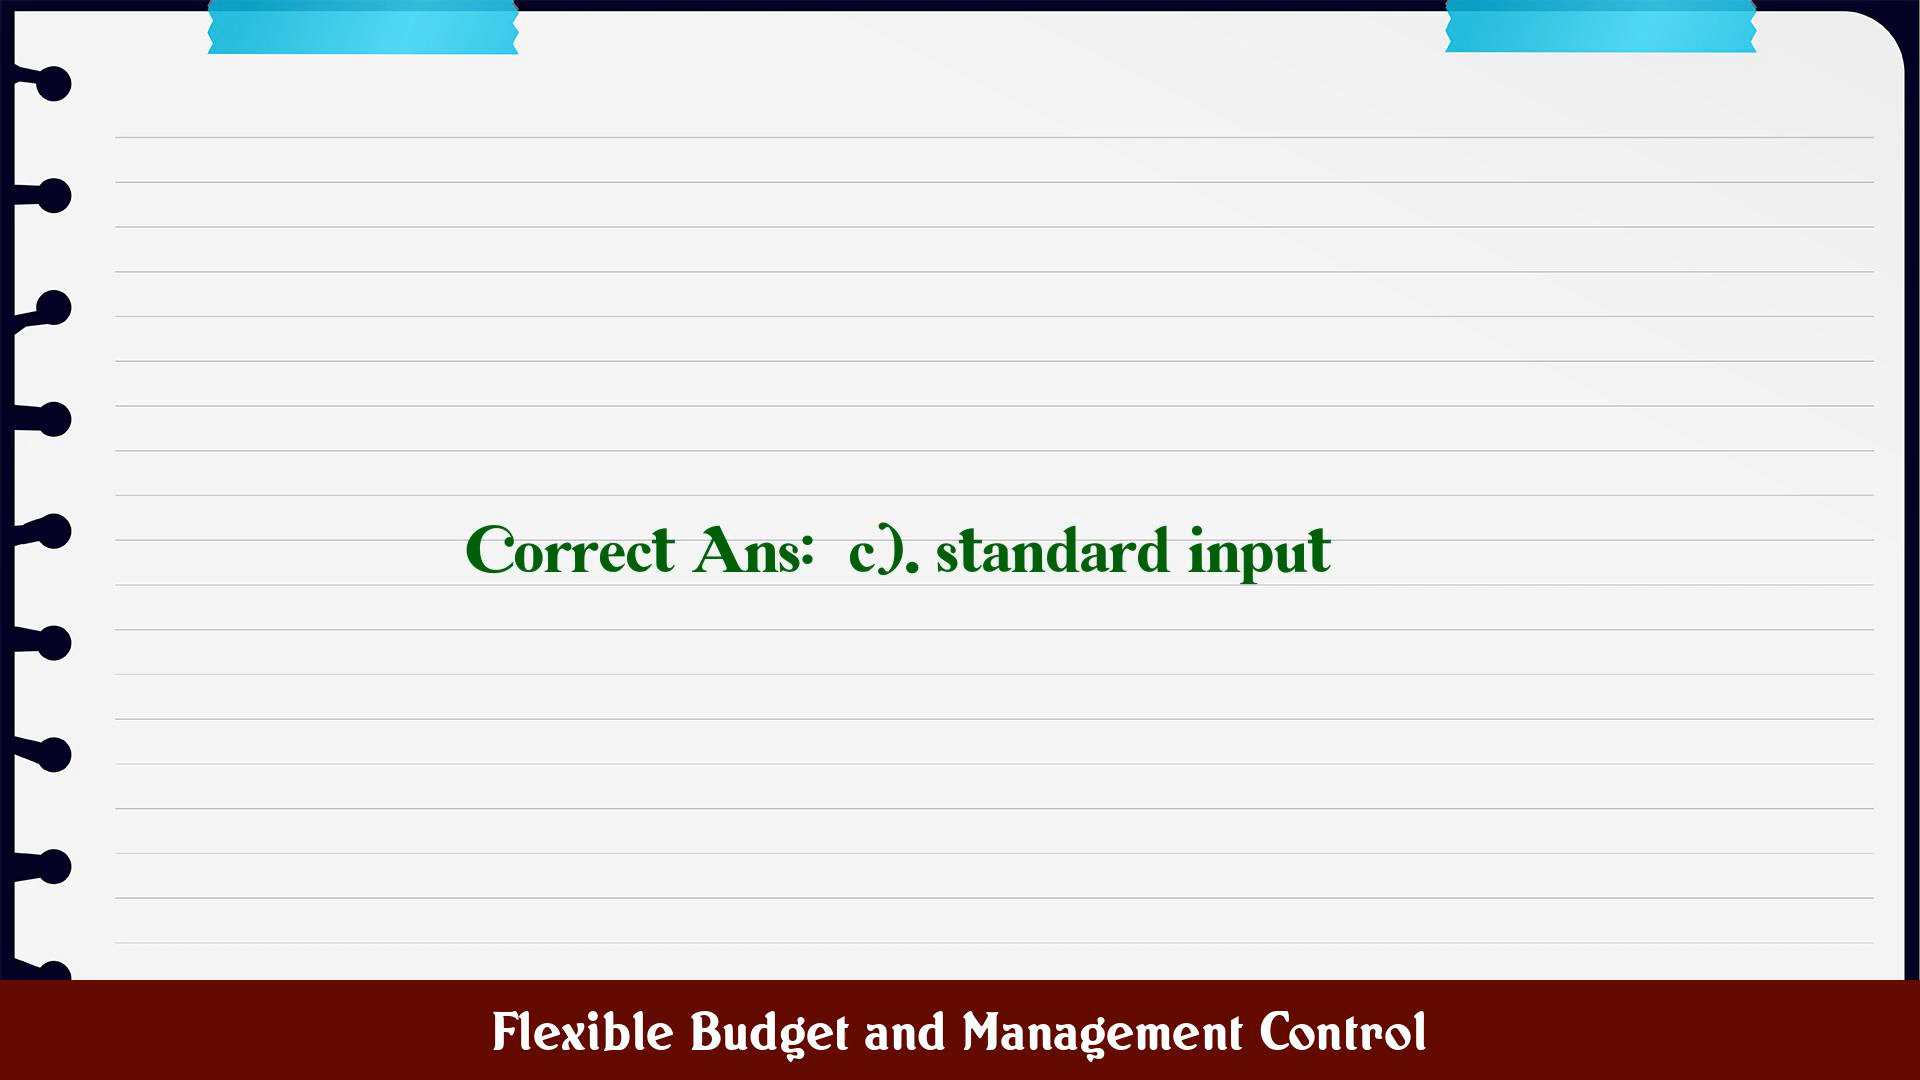 Correct Ans:  c). standard input
Flexible Budget and Management Control